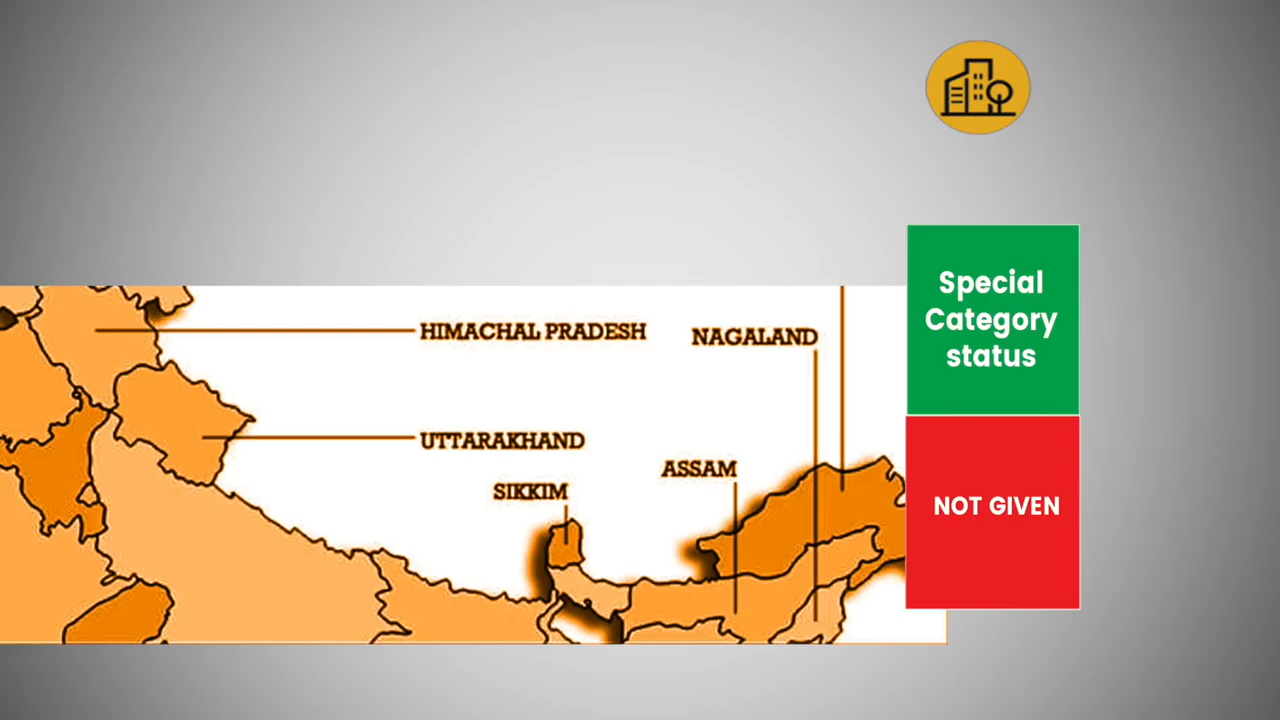 Special
Category
status
HIMACHAL PRADESH
NAGALAND
UTTARAKHAND
ASSAM
SIKKIM
NOT GIVEN